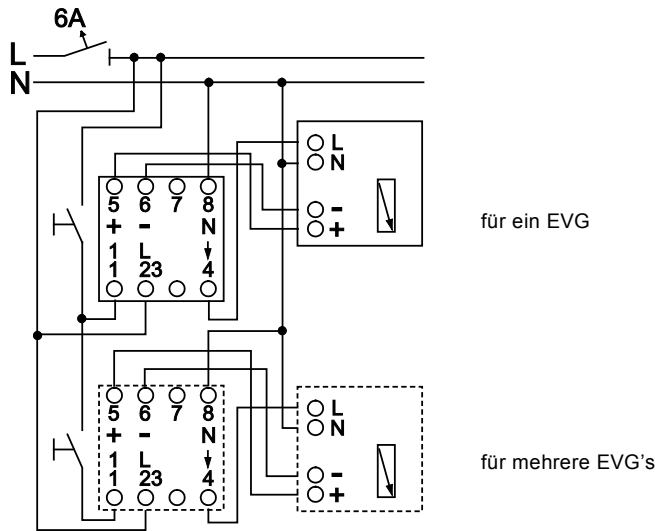 6A
L
N
5 6 7 8
+ - N
1 L ↓
1 23 4
L
N
-
+
für ein EVG
5 6 7 8
+ - N
1 L ↓
1 23 4
L
N
-
+
für mehrere EVG's